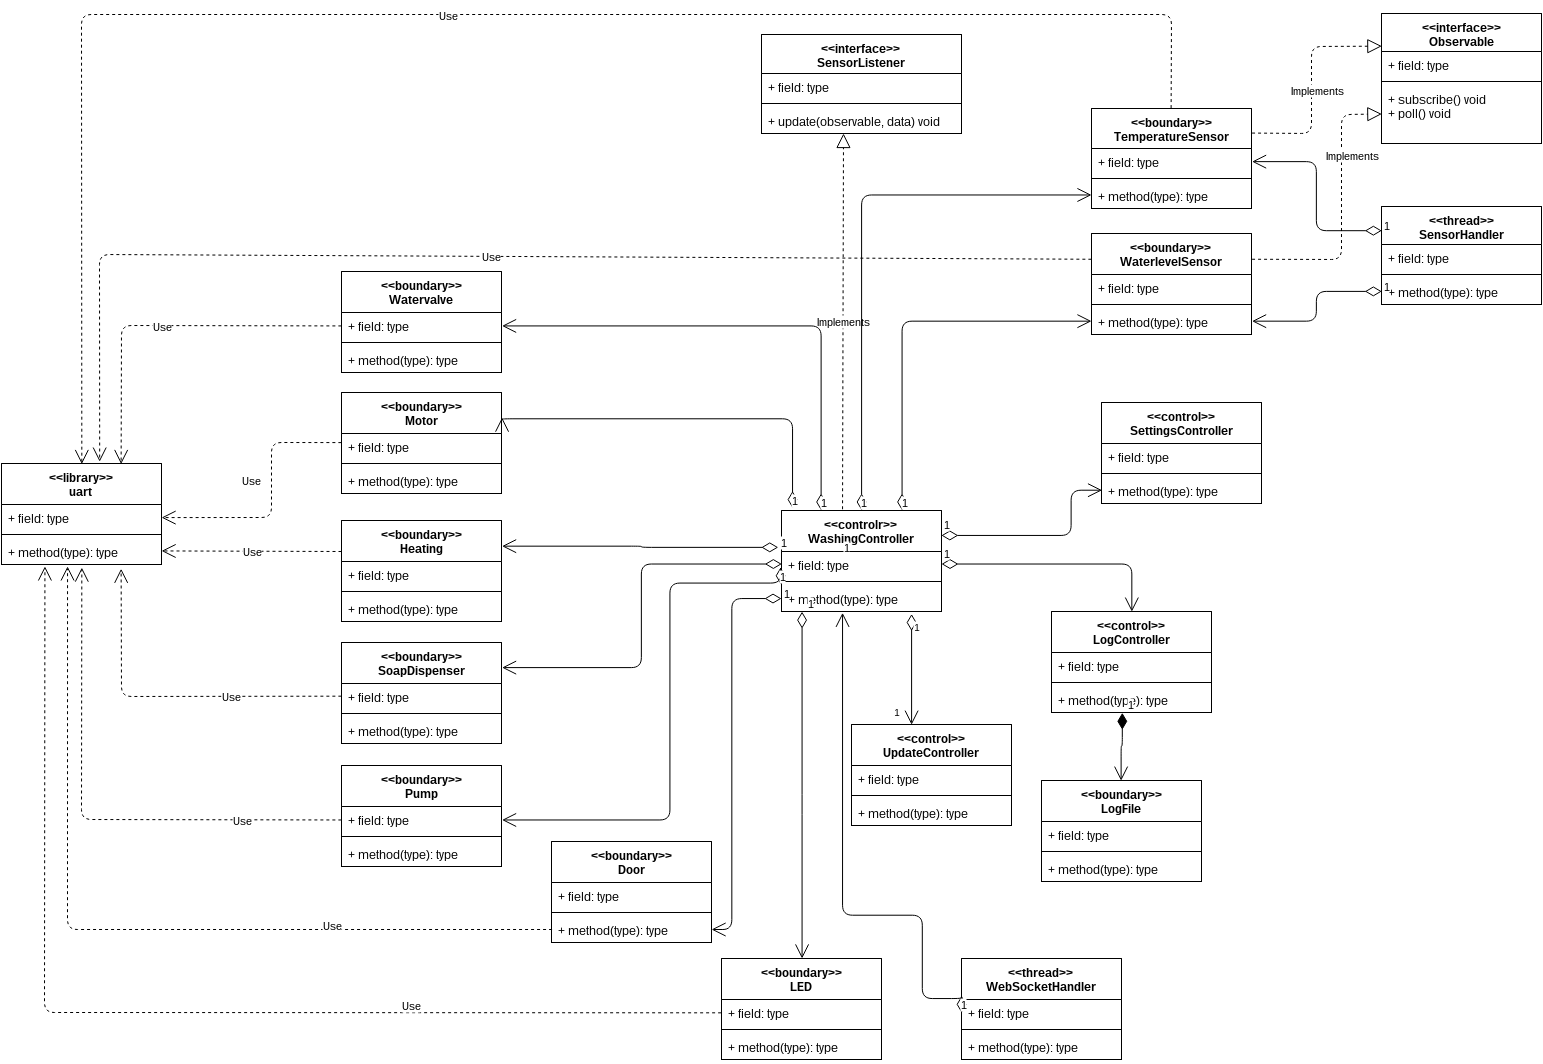 Use
<<interface>>
SensorListener
+ field: type
+ update(observable, data) void
<<interface>>
Observable
+ field: type
+ subscribe() void
+ poll() void
Implements
Implements
<<boundary>>
TemperatureSensor
+ field: type
+ method(type): type
<<thread>>
SensorHandler
+ field: type
+ method(type): type
1
1
<<boundary>>
WaterlevelSensor
+ field: type
+ method(type): type
Use
<<boundary>>
Watervalve
+ field: type
+ method(type): type
Use
Implements
<<boundary>>
Motor
+ field: type
+ method(type): type
Use
<<control>>
SettingsController
+ field: type
+ method(type): type
<<library>>
uart
+ field: type
+ method(type): type
<<boundary>>
Heating
+ field: type
+ method(type): type
Use
1
1
1
1
<<controlr>>
WashingController
+ field: type
+ method(type): type
1
1
1
1
1
1
1
1
<<control>>
LogController
+ field: type
+ method(type): type
1
<<boundary>>
SoapDispenser
+ field: type
+ method(type): type
Use
1
<<control>>
UpdateController
+ field: type
+ method(type): type
<<boundary>>
Pump
+ field: type
+ method(type): type
Use
<<boundary>>
LogFile
+ field: type
+ method(type): type
<<boundary>>
Door
+ field: type
+ method(type): type
Use
<<boundary>>
LED
+ field: type
+ method(type): type
Use
<<thread>>
WebSocketHandler
1
+ field: type
+ method(type): type